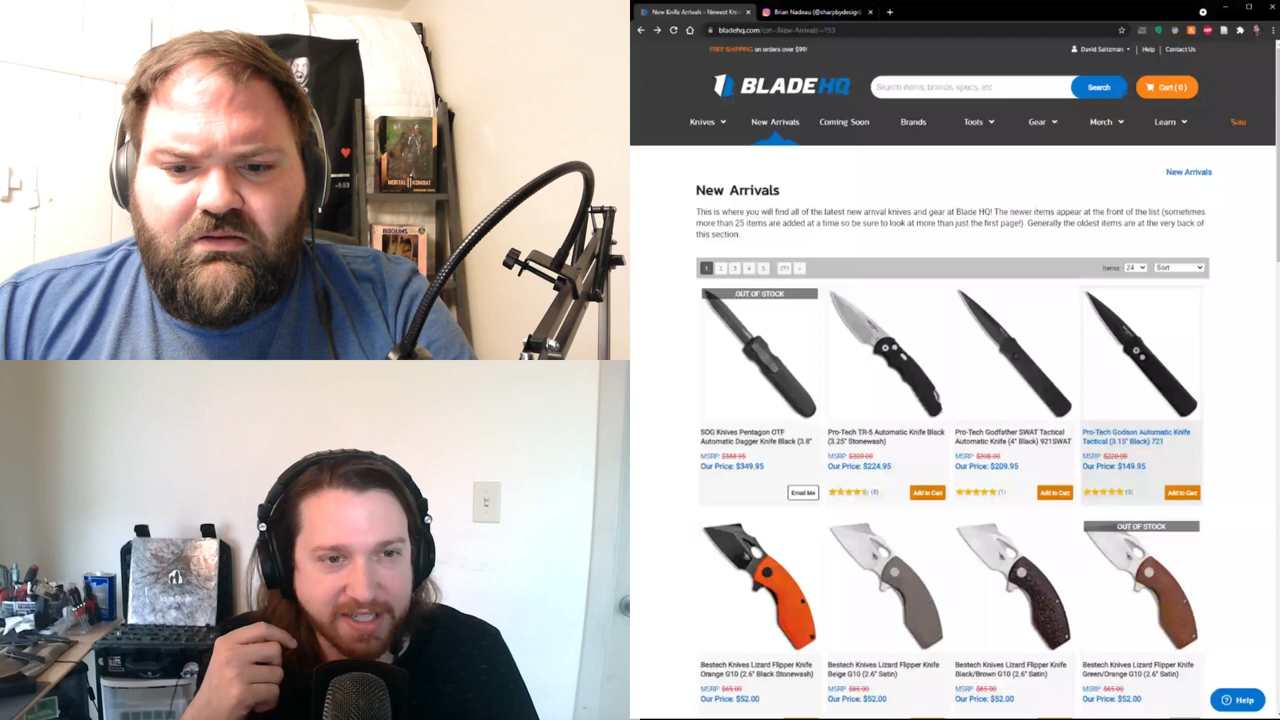 New Knife Arrivals - Newest Kni
Brian Nadeau (@sharpbydesign)
bladehq.com/cat--New-Arrivals--153
FREE SHIPPING on orders over $99!
David Saltzman
Help
Contact Us
BLADE HQ
Search items, brands, specs, etc
Search
Cart ( 0 )
Knives
New Arrivals
Coming Soon
Brands
Tools
Gear
Merch
Learn
Sale
New Arrivals
New Arrivals
This is where you will find all of the latest new arrival knives and gear at Blade HQ! The newer items appear at the front of the list (sometimes
more than 25 items are added at a time so be sure to look at more than just the first page!). Generally the oldest items are at the very back of
this section.
1 2 3 4 5 171 »
Items: 24 Sort
OUT OF STOCK
SOG Knives Pentagon OTF
Automatic Dagger Knife Black (3.8"
MSRP: $388.95
Our Price: $349.95
Email Me
Pro-Tech TR-5 Automatic Knife Black
(3.25" Stonewash)
MSRP: $309.00
Our Price: $224.95
(8)
Add to Cart
Pro-Tech Godfather SWAT Tactical
Automatic Knife (4" Black) 921SWAT
MSRP: $300.00
Our Price: $209.95
(1)
Add to Cart
Pro-Tech Godson Automatic Knife
Tactical (3.15" Black) 721
MSRP: $220.00
Our Price: $149.95
(5)
Add to Cart
Bestech Knives Lizard Flipper Knife
Orange G10 (2.6" Black Stonewash)
MSRP: $65.00
Our Price: $52.00
Bestech Knives Lizard Flipper Knife
Beige G10 (2.6" Satin)
MSRP: $65.00
Our Price: $52.00
Bestech Knives Lizard Flipper Knife
Black/Brown G10 (2.6" Satin)
MSRP: $65.00
Our Price: $52.00
OUT OF STOCK
Bestech Knives Lizard Flipper Knife
Green/Orange G10 (2.6" Satin)
MSRP: $65.00
Our Price: $52.00
Help
MORTAL KOMBAT